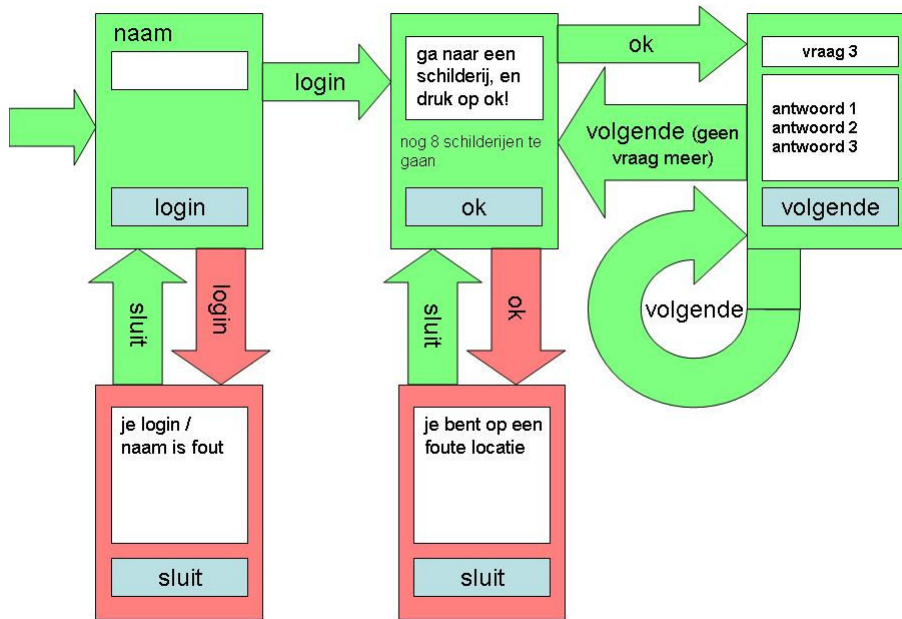 naam
login
login
ga naar een
schilderij, en
druk op ok!
nog 8 schilderijen te
gaan
ok
ok
volgende (geen
vraag meer)
vraag 3
antwoord 1
antwoord 2
antwoord 3
volgende
volgende
sluit
login
sluit
ok
je login /
naam is fout
sluit
je bent op een
foute locatie
sluit